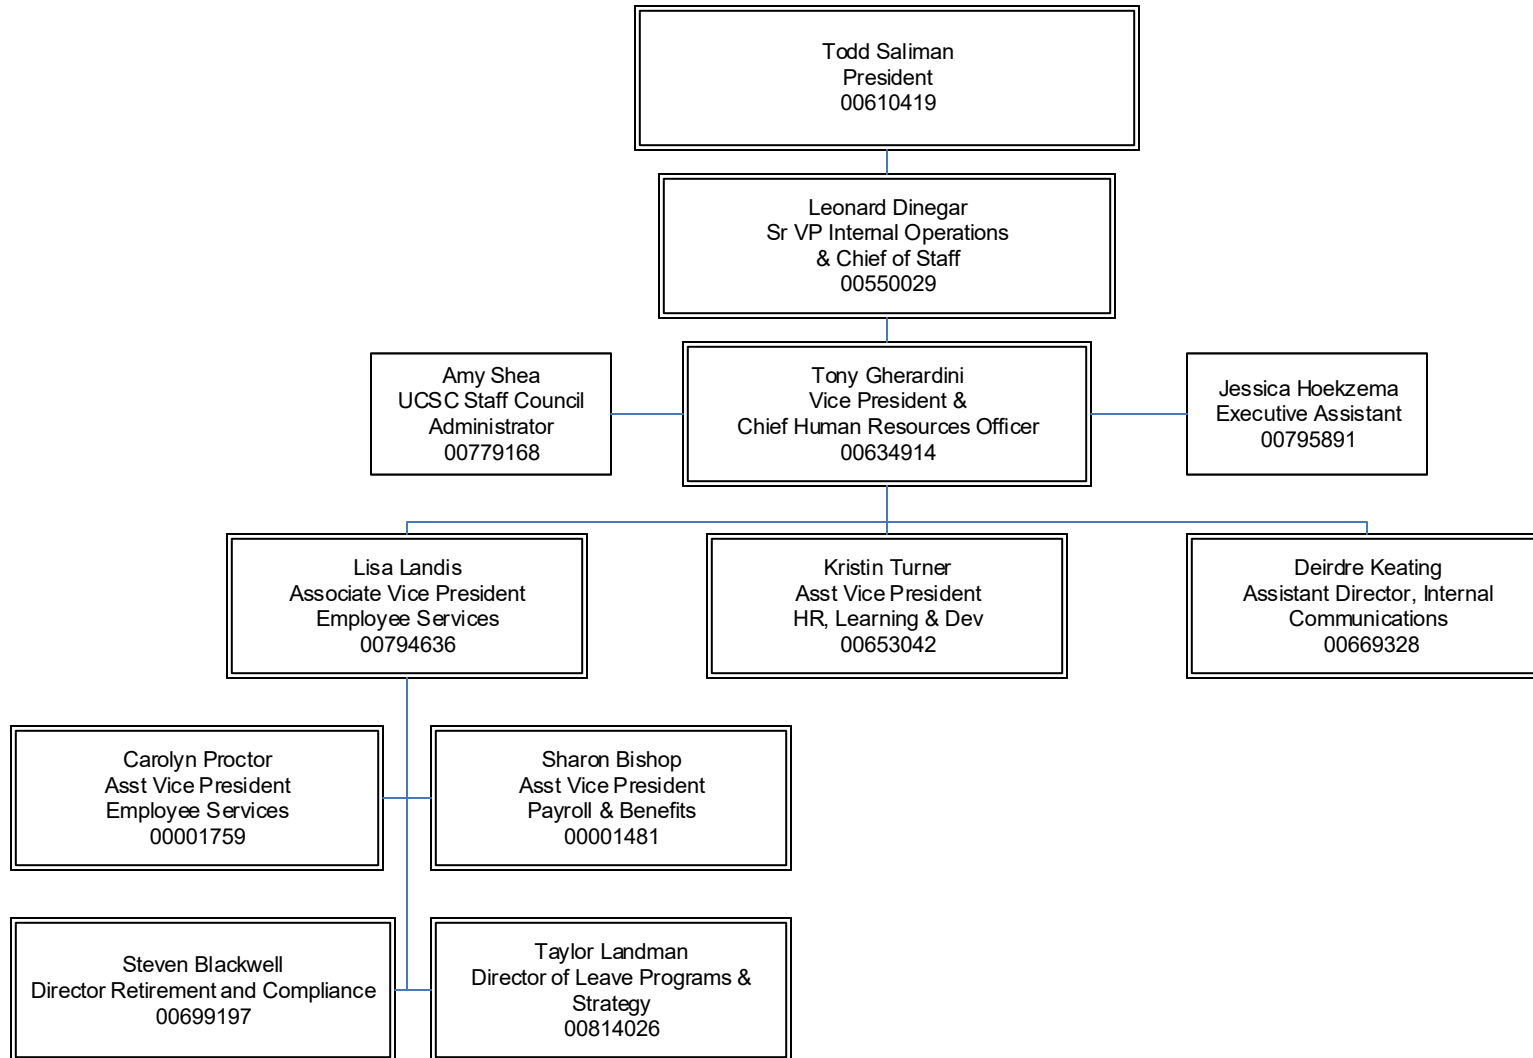 Todd Saliman
President
00610419
Leonard Dinegar
Sr VP Internal Operations
& Chief of Staff
00550029
Amy Shea
UCSC Staff Council
Administrator
00779168
Tony Gherardini
Vice President &
Chief Human Resources Officer
00634914
Jessica Hoekzema
Executive Assistant
00795891
Lisa Landis
Associate Vice President
Employee Services
00794636
Kristin Turner
Asst Vice President
HR, Learning & Dev
00653042
Deirdre Keating
Assistant Director, Internal
Communications
00669328
Carolyn Proctor
Asst Vice President
Employee Services
00001759
Sharon Bishop
Asst Vice President
Payroll & Benefits
00001481
Steven Blackwell
Director Retirement and Compliance
00699197
Taylor Landman
Director of Leave Programs &
Strategy
00814026